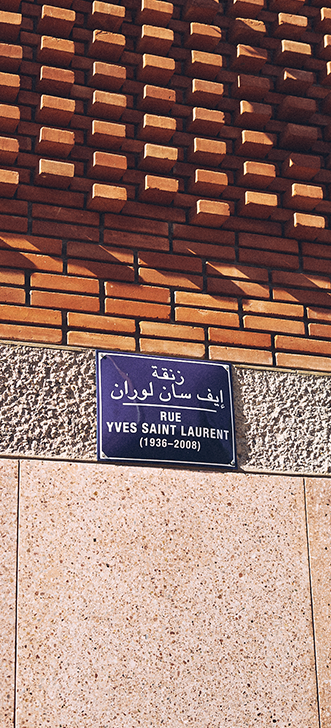 زنقة
إيف سان لوران
RUE
YVES SAINT LAURENT
(1936-2008)